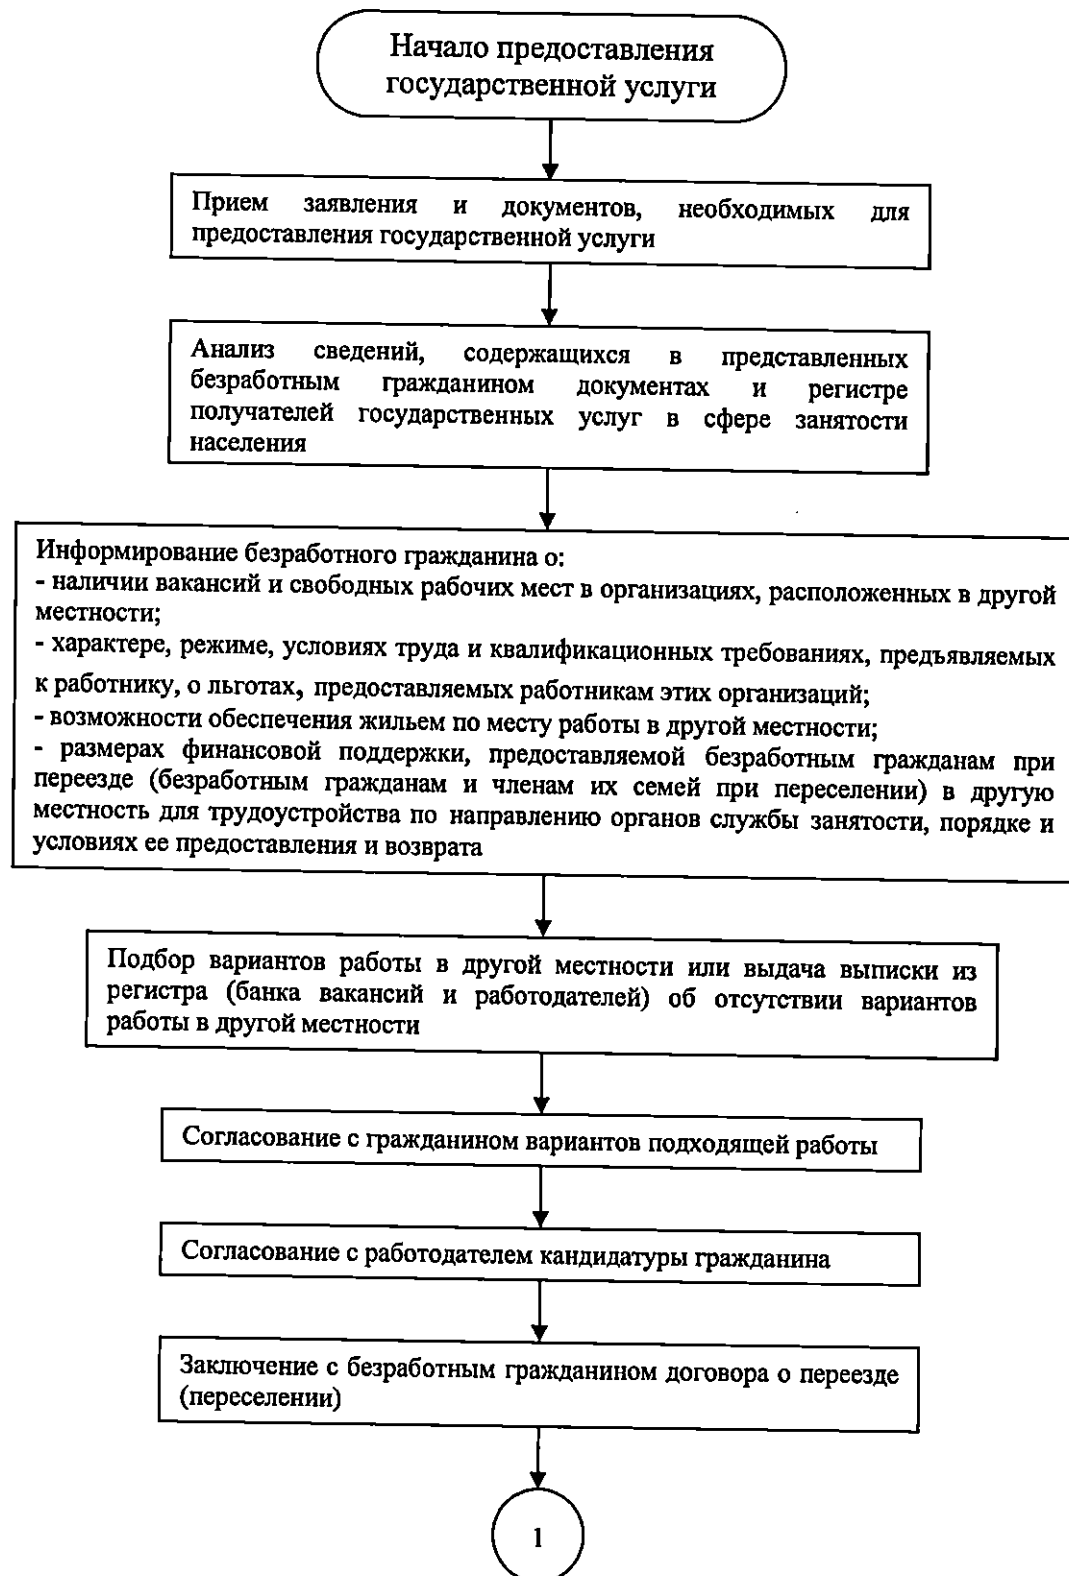 Начало предоставления
государственной услуги
Прием заявления и документов, необходимых для
предоставления государственной услуги
Анализ сведений, содержащихся в представленных
безработным гражданином документах и регистре
получателей государственных услуг в сфере занятости
населения
Информирование безработного гражданина о:
- наличии вакансий и свободных рабочих мест в организациях, расположенных в другой
местности;
- характере, режиме, условиях труда и квалификационных требованиях, предъявляемых
к работнику, о льготах, предоставляемых работникам этих организаций;
- возможности обеспечения жильем по месту работы в другой местности;
- размерах финансовой поддержки, предоставляемой безработным гражданам при
переезде (безработным гражданам и членам их семей при переселении) в другую
местность для трудоустройства по направлению органов службы занятости, порядке и
условиях ее предоставления и возврата
Подбор вариантов работы в другой местности или выдача выписки из
регистра (банка вакансий и работодателей) об отсутствии вариантов
работы в другой местности
Согласование с гражданином вариантов подходящей работы
Согласование с работодателем кандидатуры гражданина
Заключение с безработным гражданином договора о переезде
(переселении)
1